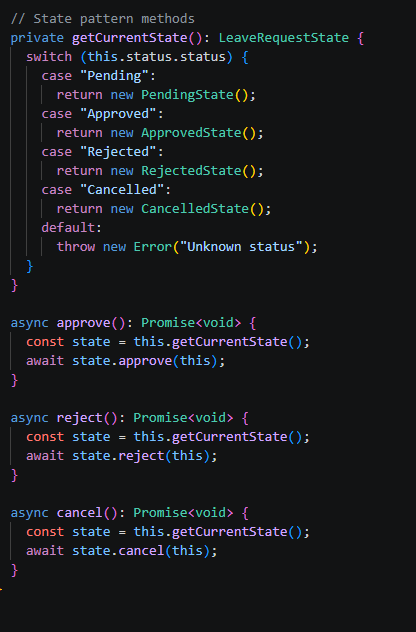 // State pattern methods
private getCurrentState(): LeaveRequestState {
  switch (this.status.status) {
    case "Pending":
      return new PendingState();
    case "Approved":
      return new ApprovedState();
    case "Rejected":
      return new RejectedState();
    case "Cancelled":
      return new CancelledState();
    default:
      throw new Error("Unknown status");
  }
}

async approve(): Promise<void> {
  const state = this.getCurrentState();
  await state.approve(this);
}

async reject(): Promise<void> {
  const state = this.getCurrentState();
  await state.reject(this);
}

async cancel(): Promise<void> {
  const state = this.getCurrentState();
  await state.cancel(this);
}